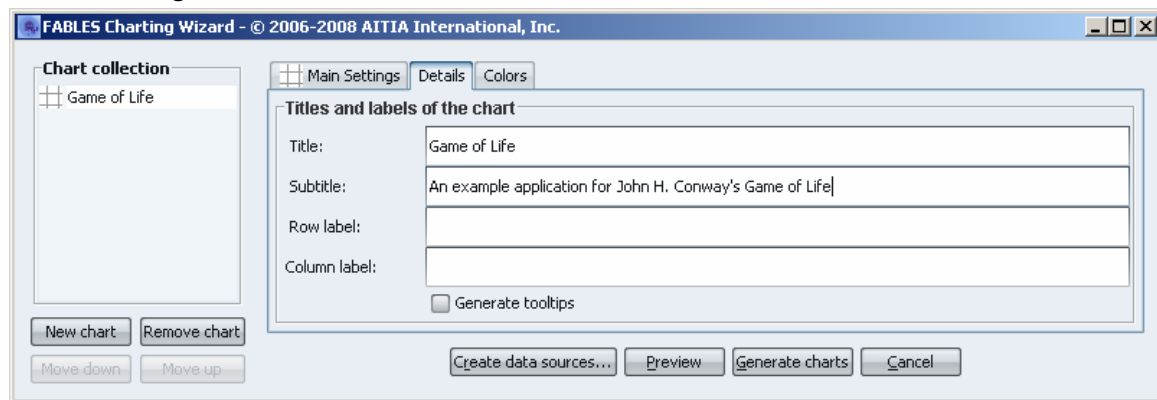 FABLES Charting Wizard - © 2006-2008 AITIA International, Inc.
Chart collection
Game of Life
New chart Remove chart
Move down Move up
Main Settings Details Colors
Titles and labels of the chart
Title: Game of Life
Subtitle: An example application for John H. Conway's Game of Life
Row label:
Column label:
Generate tooltips
Create data sources... Preview Generate charts Cancel